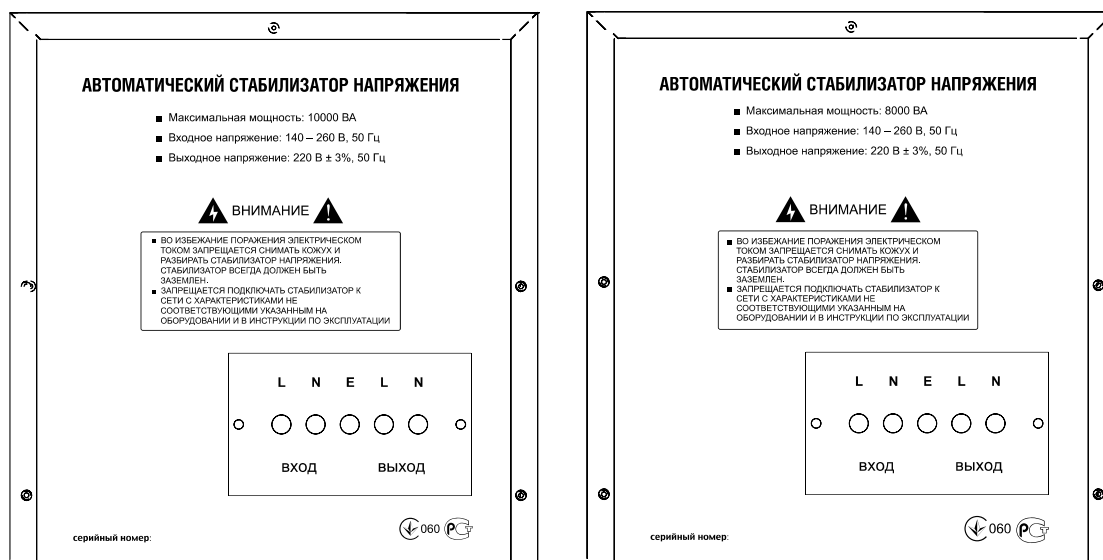 АВТОМАТИЧЕСКИЙ СТАБИЛИЗАТОР НАПРЯЖЕНИЯ
■ Максимальная мощность: 10000 ВА
■ Входное напряжение: 140 – 260 В, 50 Гц
■ Выходное напряжение: 220 В ± 3%, 50 Гц
ВНИМАНИЕ
■ ВО ИЗБЕЖАНИЕ ПОРАЖЕНИЯ ЭЛЕКТРИЧЕСКОМ
ТОКОМ ЗАПРЕЩАЕТСЯ СНИМАТЬ КОЖУХ И
РАЗБИРАТЬ СТАБИЛИЗАТОР НАПРЯЖЕНИЯ.
СТАБИЛИЗАТОР ВСЕГДА ДОЛЖЕН БЫТЬ
ЗАЗЕМЛЕН.
■ ЗАПРЕЩАЕТСЯ ПОДКЛЮЧАТЬ СТАБИЛИЗАТОР К
СЕТИ С ХАРАКТЕРИСТИКАМИ НЕ
СООТВЕТСТВУЮЩИМИ УКАЗАННЫМ НА
ОБОРУДОВАНИИ И В ИНСТРУКЦИИ ПО ЭКСПЛУАТАЦИИ
L N E L N
ВХОД ВЫХОД
серийный номер:
060 РСТ
АВТОМАТИЧЕСКИЙ СТАБИЛИЗАТОР НАПРЯЖЕНИЯ
■ Максимальная мощность: 8000 ВА
■ Входное напряжение: 140 – 260 В, 50 Гц
■ Выходное напряжение: 220 В ± 3%, 50 Гц
ВНИМАНИЕ
■ ВО ИЗБЕЖАНИЕ ПОРАЖЕНИЯ ЭЛЕКТРИЧЕСКОМ
ТОКОМ ЗАПРЕЩАЕТСЯ СНИМАТЬ КОЖУХ И
РАЗБИРАТЬ СТАБИЛИЗАТОР НАПРЯЖЕНИЯ.
СТАБИЛИЗАТОР ВСЕГДА ДОЛЖЕН БЫТЬ
ЗАЗЕМЛЕН.
■ ЗАПРЕЩАЕТСЯ ПОДКЛЮЧАТЬ СТАБИЛИЗАТОР К
СЕТИ С ХАРАКТЕРИСТИКАМИ НЕ
СООТВЕТСТВУЮЩИМИ УКАЗАННЫМ НА
ОБОРУДОВАНИИ И В ИНСТРУКЦИИ ПО ЭКСПЛУАТАЦИИ
L N E L N
ВХОД ВЫХОД
серийный номер:
060 РСТ